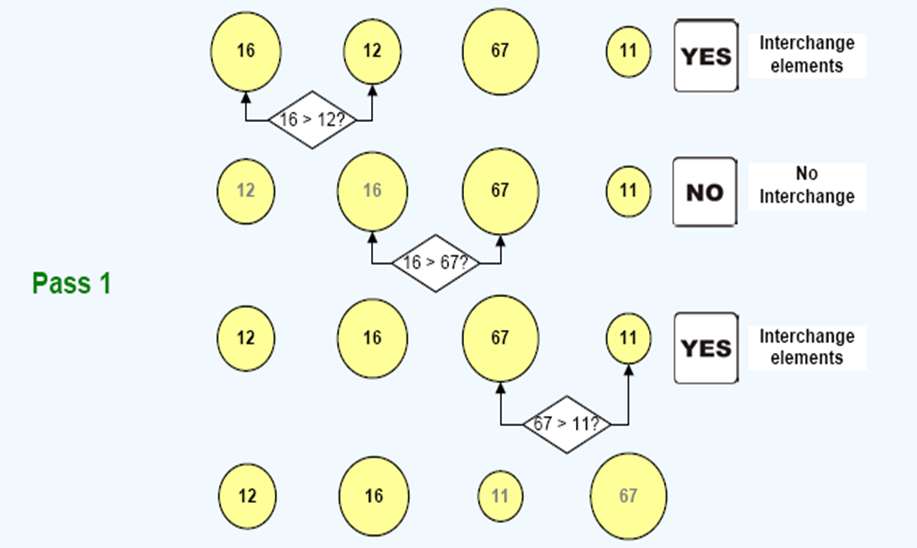 16 12 67 11 YES Interchange
elements
16 > 12?
12 16 67 11 NO No
Interchange
16 > 67?
Pass 1
12 16 67 11 YES Interchange
elements
67 > 11?
12 16 11 67